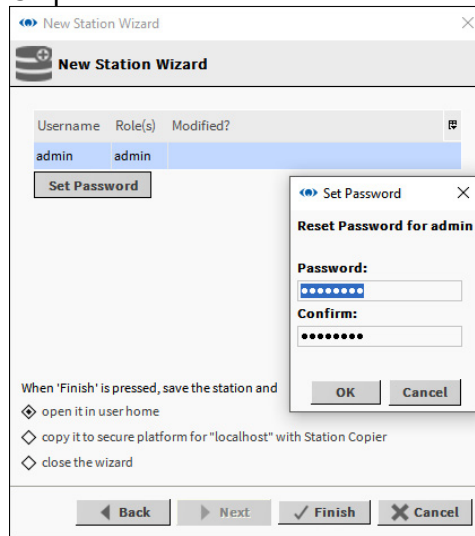 New Station Wizard
New Station Wizard
Username Role(s) Modified?
admin admin
Set Password
Set Password
Reset Password for admin
Password:
••••••••
Confirm:
••••••••
OK Cancel
When 'Finish' is pressed, save the station and
open it in user home
copy it to secure platform for "localhost" with Station Copier
close the wizard
Back Next Finish Cancel